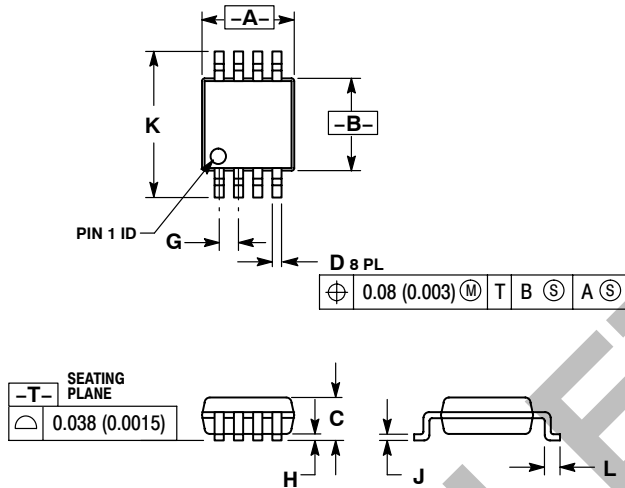 –A–
K
–B–
PIN 1 ID
G
D 8 PL
⌖ 0.08 (0.003) Ⓜ T B Ⓢ A Ⓢ
–T– SEATING
PLANE
⌓ 0.038 (0.0015)
C
H
J
L